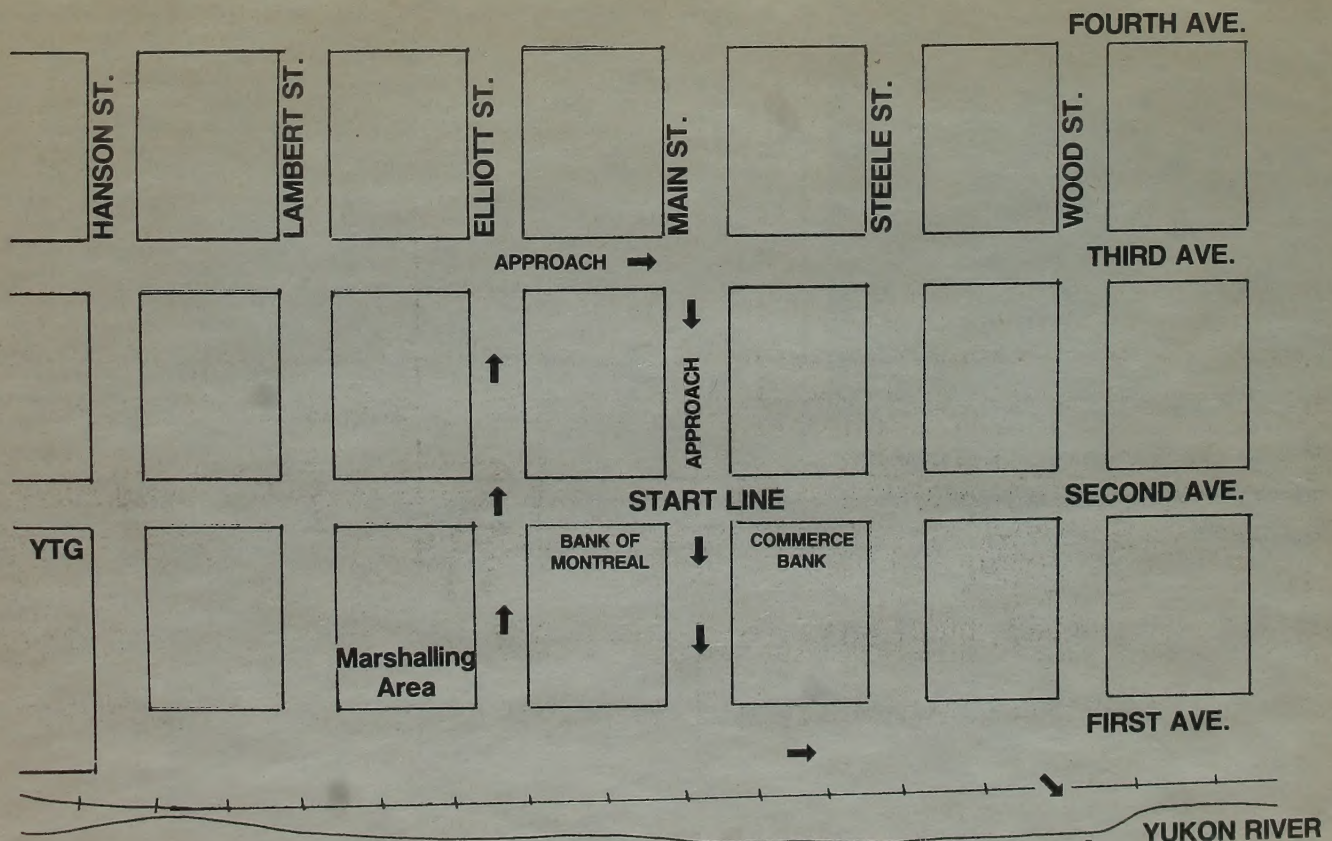 FOURTH AVE.
HANSON ST.
LAMBERT ST.
ELLIOTT ST.
MAIN ST.
STEELE ST.
WOOD ST.
THIRD AVE.
APPROACH
APPROACH
START LINE
SECOND AVE.
YTG
BANK OF
MONTREAL
COMMERCE
BANK
Marshalling
Area
FIRST AVE.
YUKON RIVER